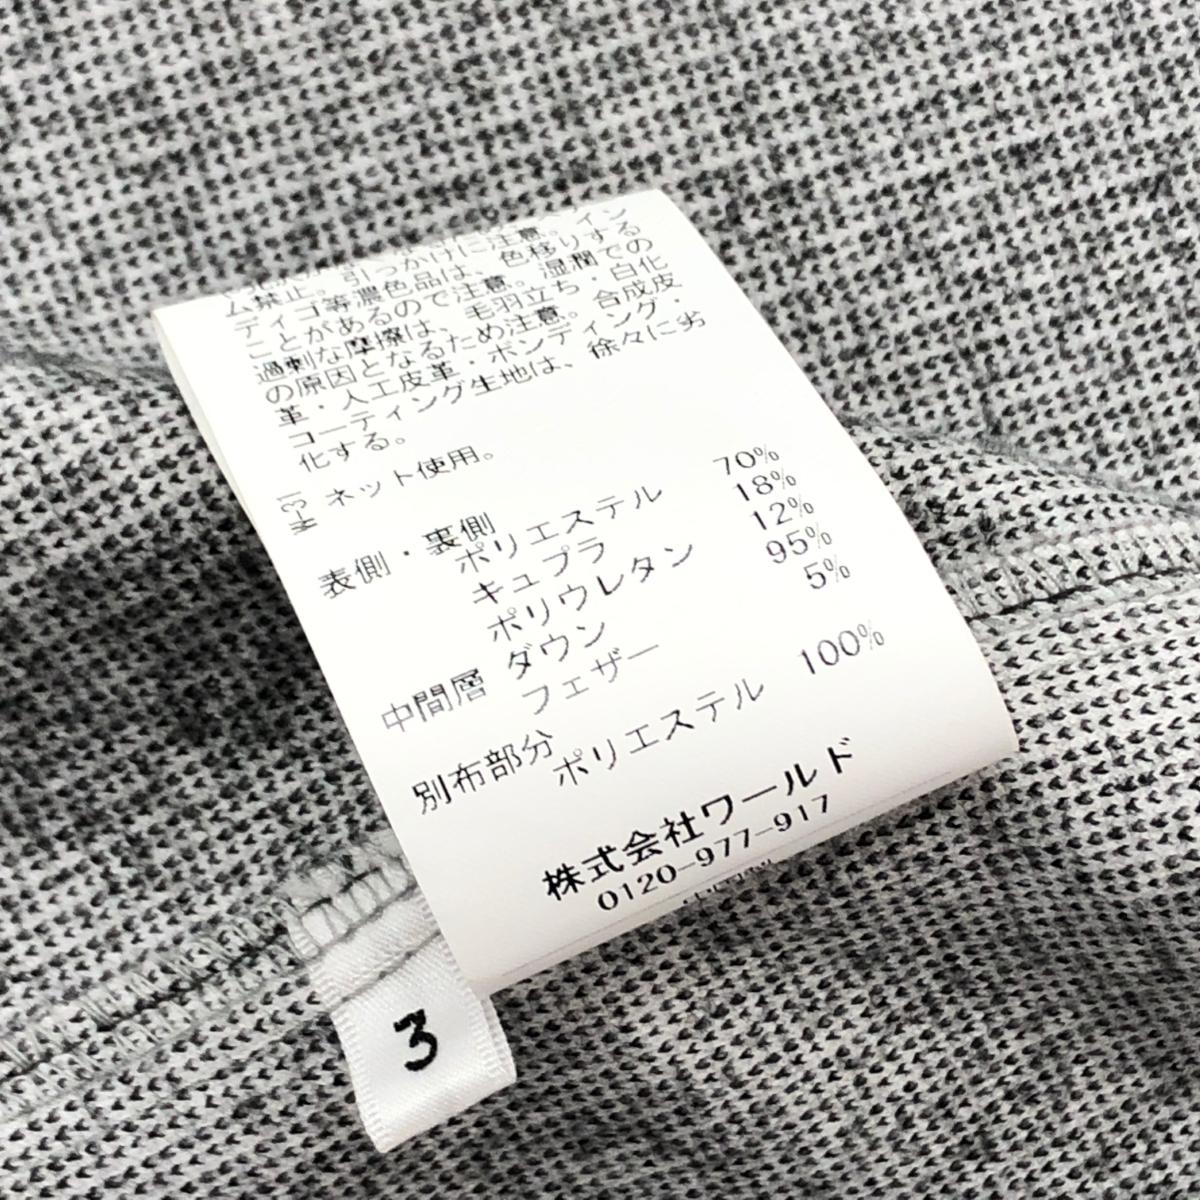 引っかけに注意。イン
ム禁止。色移りする
ディゴ等濃色品は、湿潤での
ことがあるので注意。白化
過剰な摩擦は、毛羽立ち・合成皮
の原因となるため注意。
革・人工皮革・ボンディング・
コーティング生地は、徐々に劣
化する。
ネット使用。
表側・裏側
ポリエステル 70%
キュプラ 18%
ポリウレタン 12%
中間層 ダウン 95%
フェザー 5%
別布部分
ポリエステル 100%
株式会社ワールド
0120-977-917
3